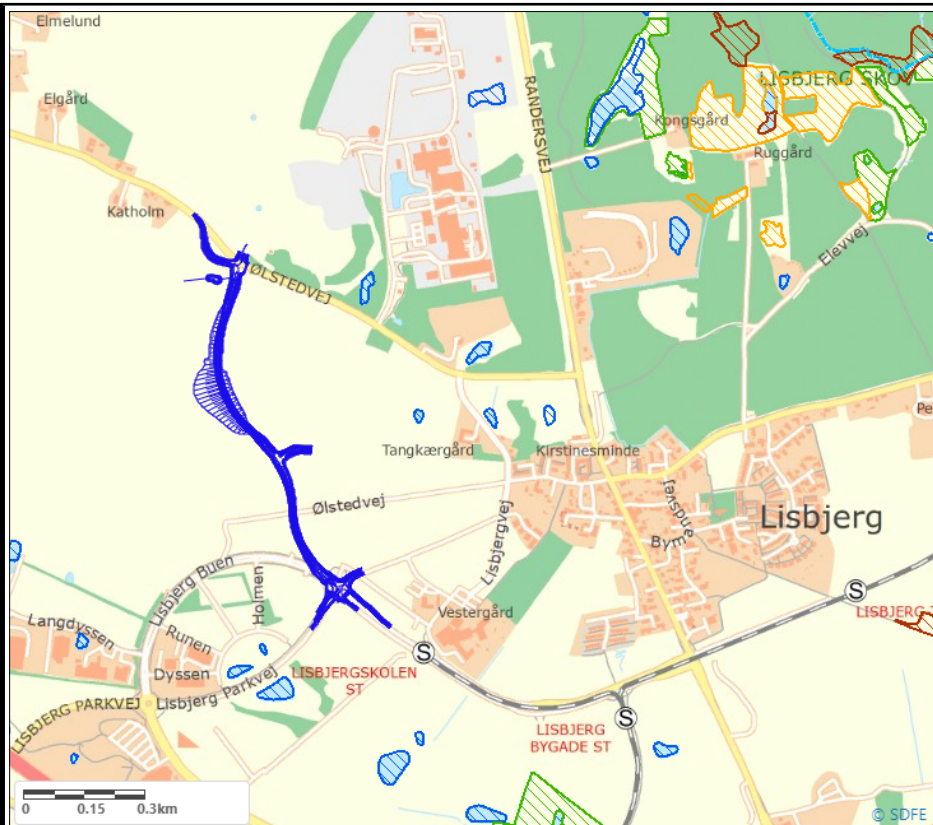 Elmelund
LISBJERG SKOV
Elgård
RANDERSVEJ
Kongsgård
Ruggård
Katholm
Elevvej
ØLSTEDVEJ
Tangkærgård
Kirstinesminde
Pe
Ølstedvej
Lisbjergvej
andsvej
Bym
Lisbjerg
Lisbjerg Buen
Holmen
S
LISBJERG
Langdyssen
Runen
Vestergård
S
Dyssen
LISBJERGSKOLEN
ST
LISBJERG PARKVEJ
Lisbjerg Parkvej
S
LISBJERG
BYGADE ST
0 0.15 0.3km
© SDFE